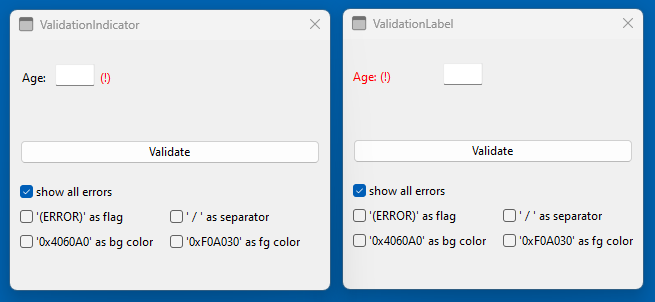 ValidationIndicator
Age: (!)
Validate
show all errors
'(ERROR)' as flag ' / ' as separator
'0x4060A0' as bg color '0xF0A030' as fg color
ValidationLabel
Age: (!)
Validate
show all errors
'(ERROR)' as flag ' / ' as separator
'0x4060A0' as bg color '0xF0A030' as fg color